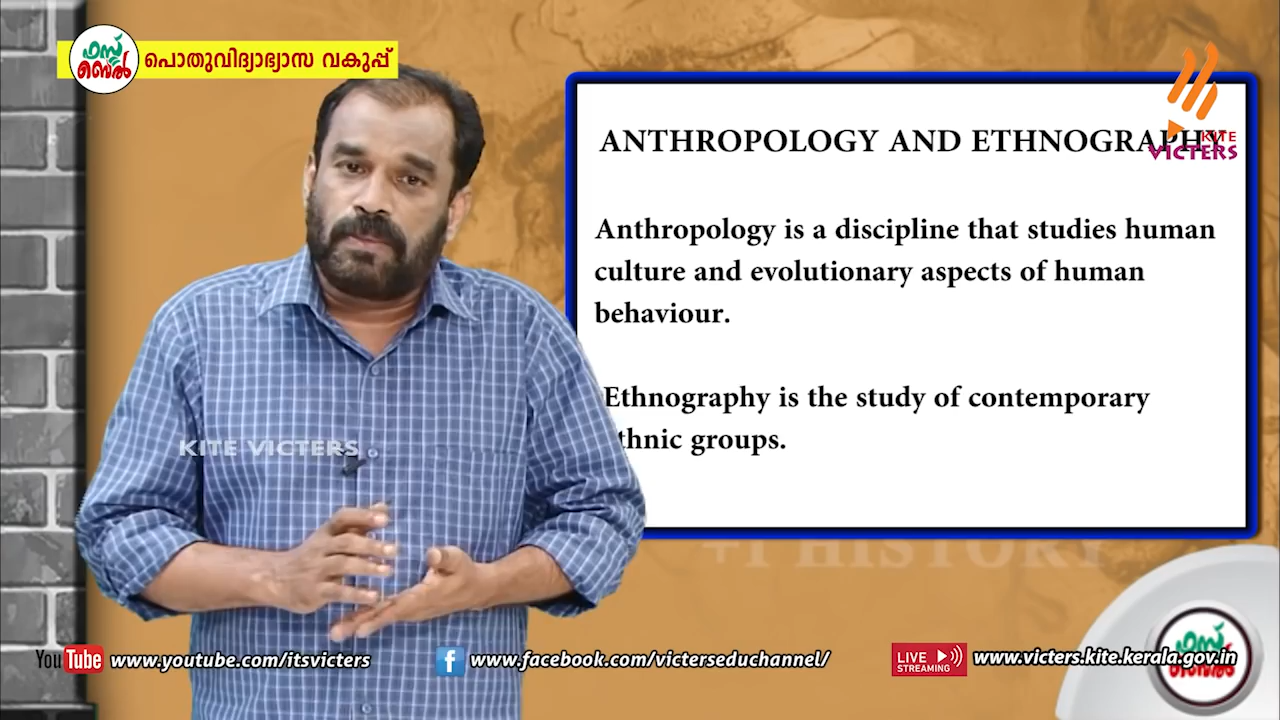 ഫസ്റ്റ്
ബെൽ
പൊതുവിദ്യാഭ്യാസ വകുപ്പ്
ANTHROPOLOGY AND ETHNOGRAPHY
KITE
VICTERS
Anthropology is a discipline that studies human
culture and evolutionary aspects of human
behaviour.
Ethnography is the study of contemporary
thnic groups.
KITE VICTERS
+1 HISTORY
YouTube www.youtube.com/itsvicters
f www.facebook.com/victerseduchannel/
LIVE
STREAMING
www.victers.kite.kerala.gov.in
ഫസ്റ്റ്
ബെൽ